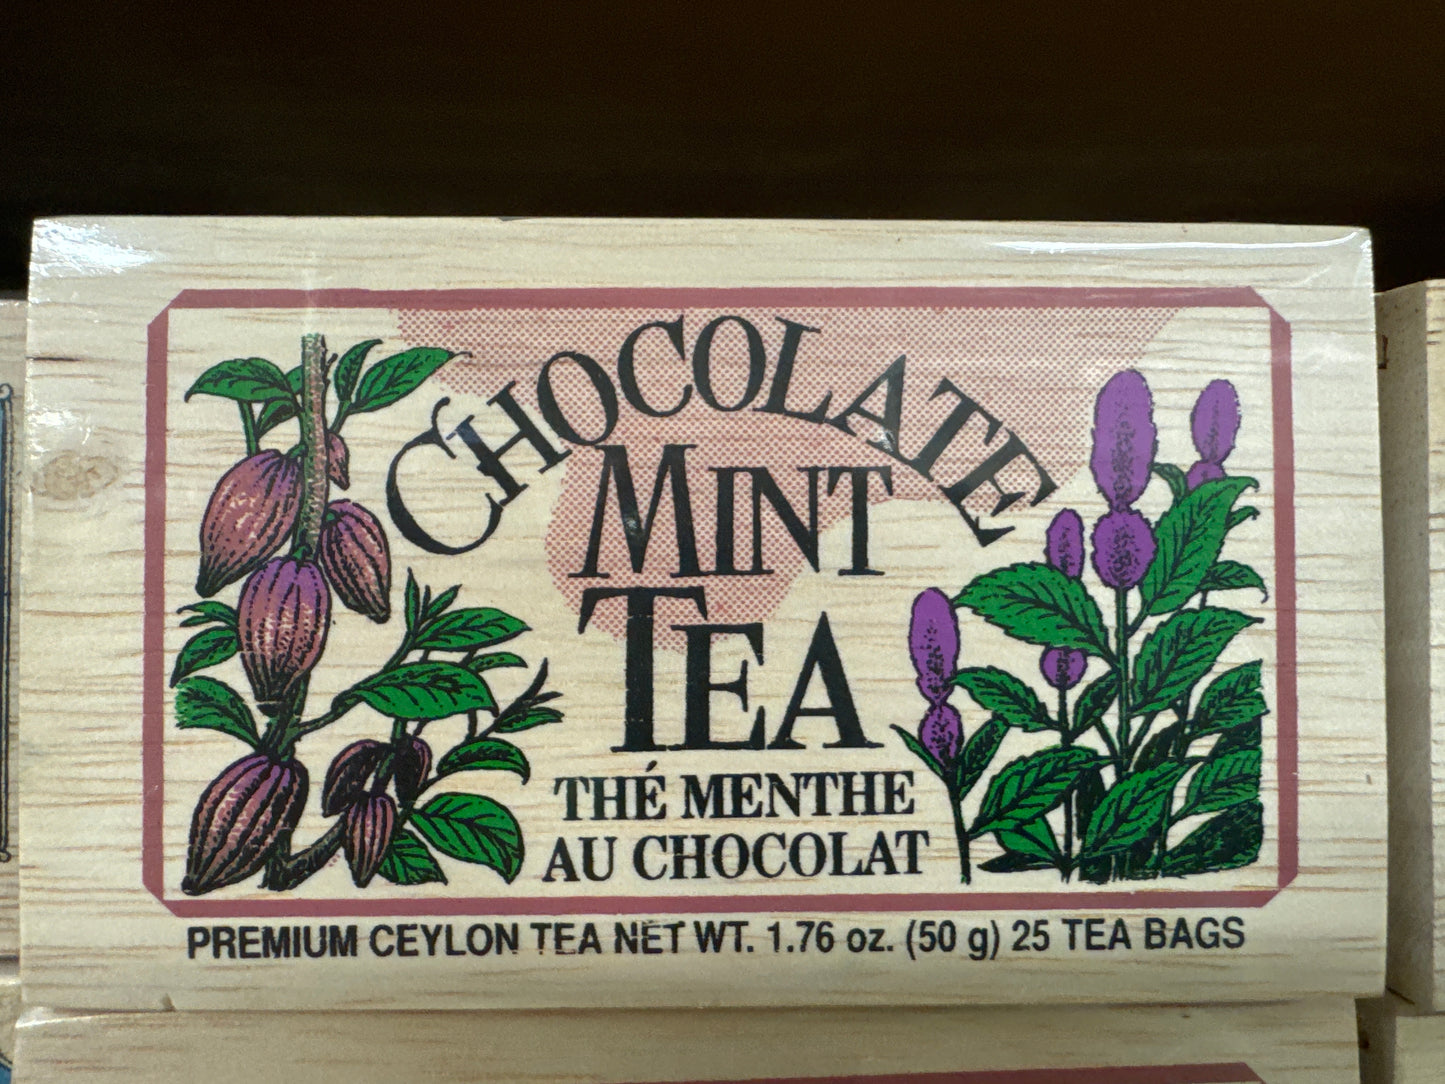 CHOCOLATE
MINT
TEA
THÉ MENTHE
AU CHOCOLAT
PREMIUM CEYLON TEA NET WT. 1.76 oz. (50 g) 25 TEA BAGS